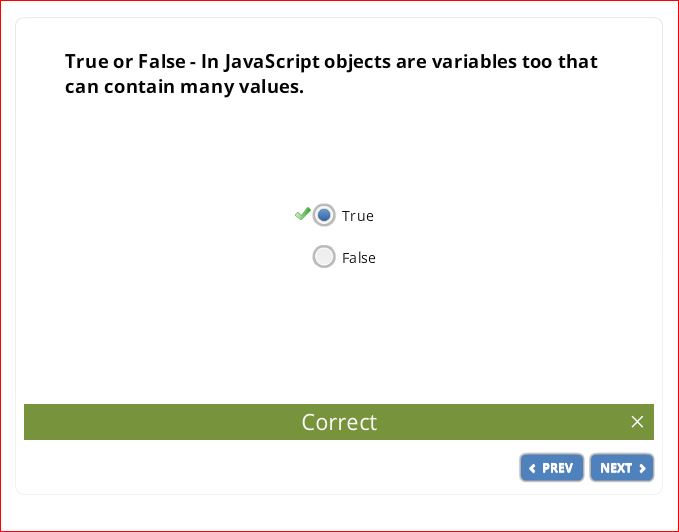 True or False - In JavaScript objects are variables too that
can contain many values.
True
False
Correct
PREV
NEXT